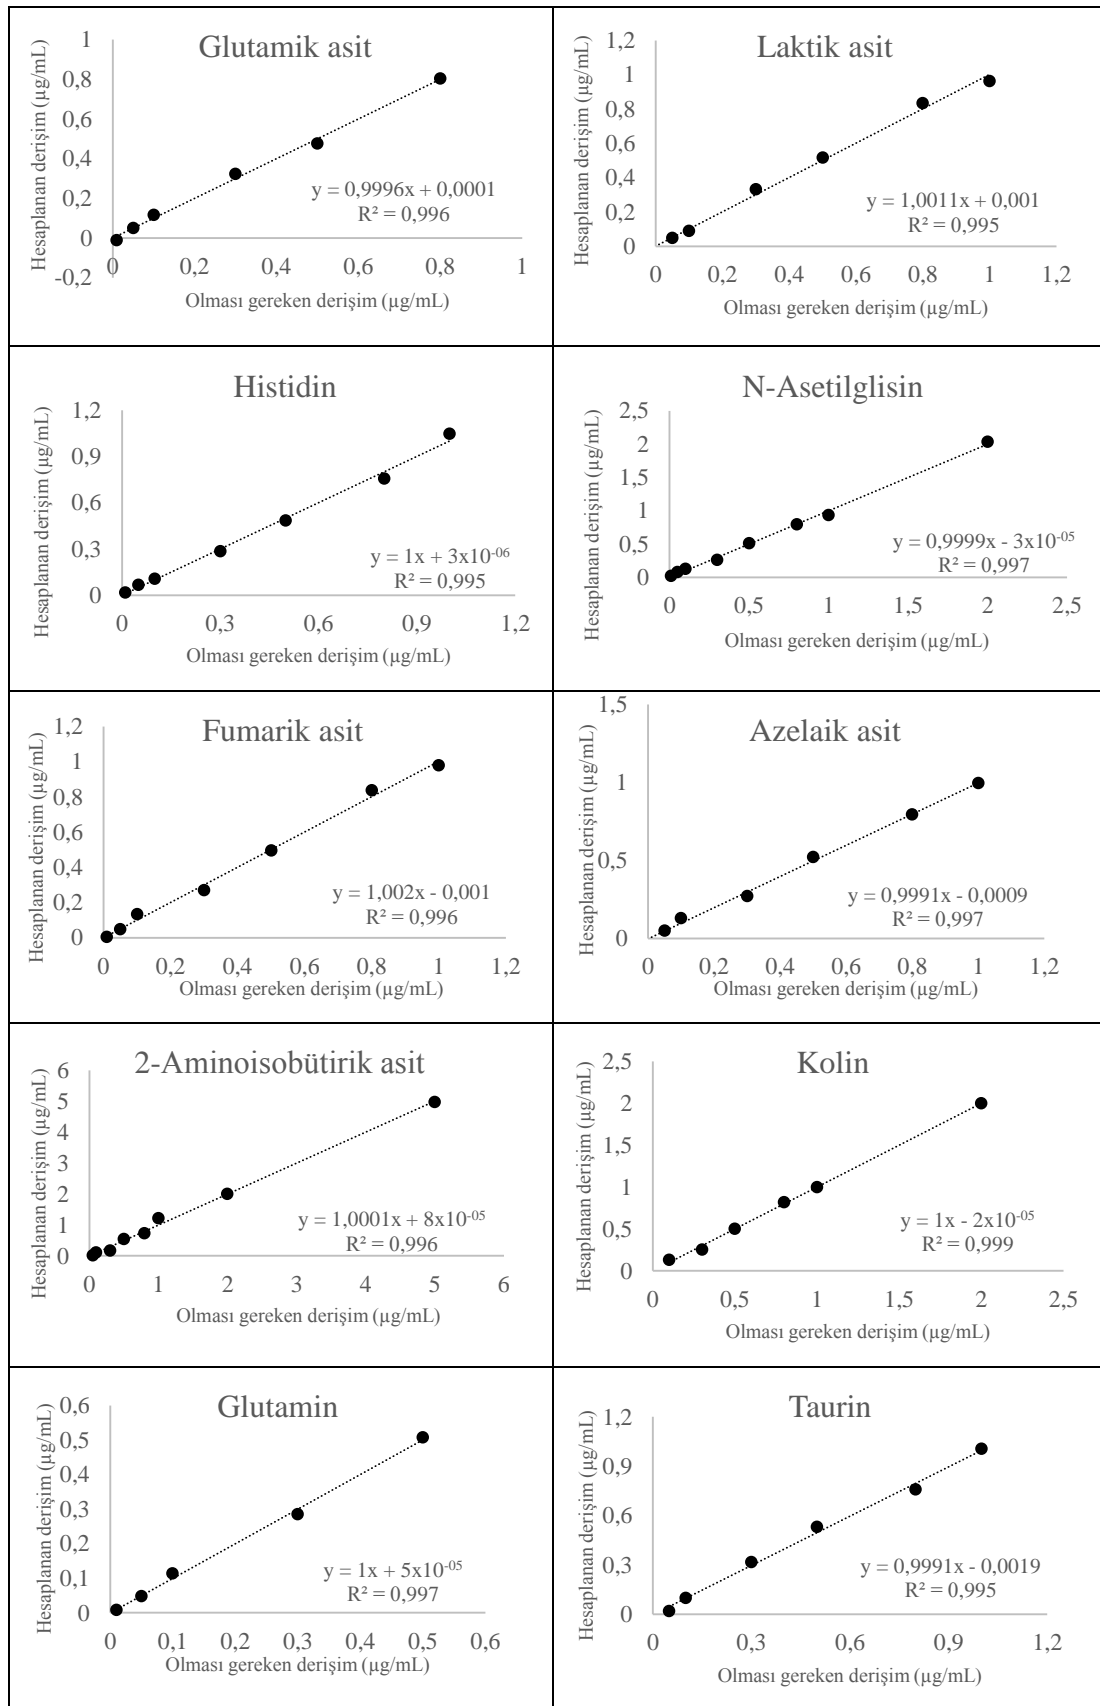 Glutamik asit
Hesaplanan derişim (µg/mL)
1
0,8
0,6
0,4
0,2
0
-0,2
y = 0,9996x + 0,0001
R² = 0,996
0 0,2 0,4 0,6 0,8 1
Olması gereken derişim (µg/mL)
Laktik asit
Hesaplanan derişim (µg/mL)
1,2
1
0,8
0,6
0,4
0,2
0
y = 1,0011x + 0,001
R² = 0,995
0 0,2 0,4 0,6 0,8 1 1,2
Olması gereken derişim (µg/mL)
Histidin
Hesaplanan derişim (µg/mL)
1,2
0,9
0,6
0,3
0
y = 1x + 3x10⁻⁰⁶
R² = 0,995
0 0,3 0,6 0,9 1,2
Olması gereken derişim (µg/mL)
N-Asetilglisin
Hesaplanan derişim (µg/mL)
2,5
2
1,5
1
0,5
0
y = 0,9999x - 3x10⁻⁰⁵
R² = 0,997
0 0,5 1 1,5 2 2,5
Olması gereken derişim (µg/mL)
Fumarik asit
Hesaplanan derişim (µg/mL)
1,2
1
0,8
0,6
0,4
0,2
0
y = 1,002x - 0,001
R² = 0,996
0 0,2 0,4 0,6 0,8 1 1,2
Olması gereken derişim (µg/mL)
Azelaik asit
Hesaplanan derişim (µg/mL)
1,5
1
0,5
0
y = 0,9991x - 0,0009
R² = 0,997
0 0,2 0,4 0,6 0,8 1 1,2
Olması gereken derişim (µg/mL)
2-Aminoisobütirik asit
Hesaplanan derişim (µg/mL)
6
5
4
3
2
1
0
y = 1,0001x + 8x10⁻⁰⁵
R² = 0,996
0 1 2 3 4 5 6
Olması gereken derişim (µg/mL)
Kolin
Hesaplanan derişim (µg/mL)
2,5
2
1,5
1
0,5
0
y = 1x - 2x10⁻⁰⁵
R² = 0,999
0 0,5 1 1,5 2 2,5
Olması gereken derişim (µg/mL)
Glutamin
Hesaplanan derişim (µg/mL)
0,6
0,5
0,4
0,3
0,2
0,1
0
y = 1x + 5x10⁻⁰⁵
R² = 0,997
0 0,1 0,2 0,3 0,4 0,5 0,6
Olması gereken derişim (µg/mL)
Taurin
Hesaplanan derişim (µg/mL)
1,2
0,9
0,6
0,3
0
y = 0,9991x - 0,0019
R² = 0,995
0 0,3 0,6 0,9 1,2
Olması gereken derişim (µg/mL)